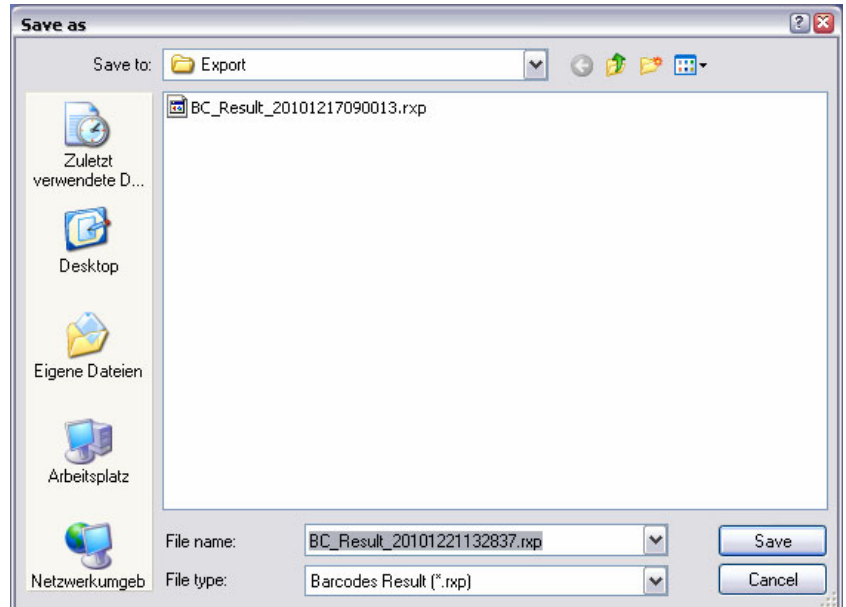 Save as
Save to:
Export
BC_Result_20101217090013.rxp
Zuletzt
verwendete D...
Desktop
Eigene Dateien
Arbeitsplatz
Netzwerkumgeb
File name:
BC_Result_20101221132837.rxp
Save
File type:
Barcodes Result (*.rxp)
Cancel